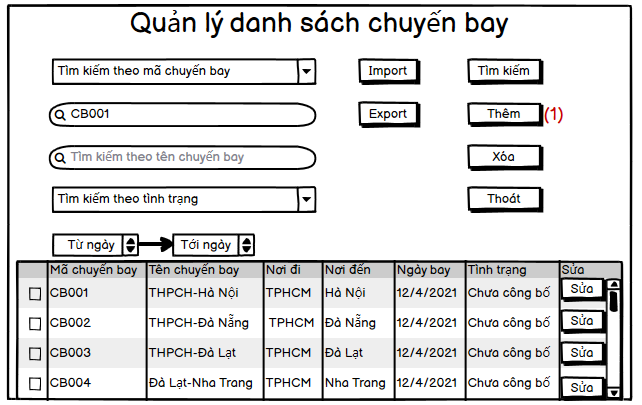 Quản lý danh sách chuyến bay
Tìm kiếm theo mã chuyến bay Import Tìm kiếm
CB001 Export Thêm (1)
Tìm kiếm theo tên chuyến bay Xóa
Tìm kiếm theo tình trạng Thoát
Từ ngày Tới ngày
Mã chuyến bay Tên chuyến bay Nơi đi Nơi đến Ngày bay Tình trạng Sửa
CB001 THPCH-Hà Nội TPHCM Hà Nội 12/4/2021 Chưa công bố Sửa
CB002 THPCH-Đà Nẵng TPHCM Đà Nẵng 12/4/2021 Chưa công bố Sửa
CB003 THPCH-Đà Lạt TPHCM Đà Lạt 12/4/2021 Chưa công bố Sửa
CB004 Đà Lạt-Nha Trang TPHCM Nha Trang 12/4/2021 Chưa công bố Sửa